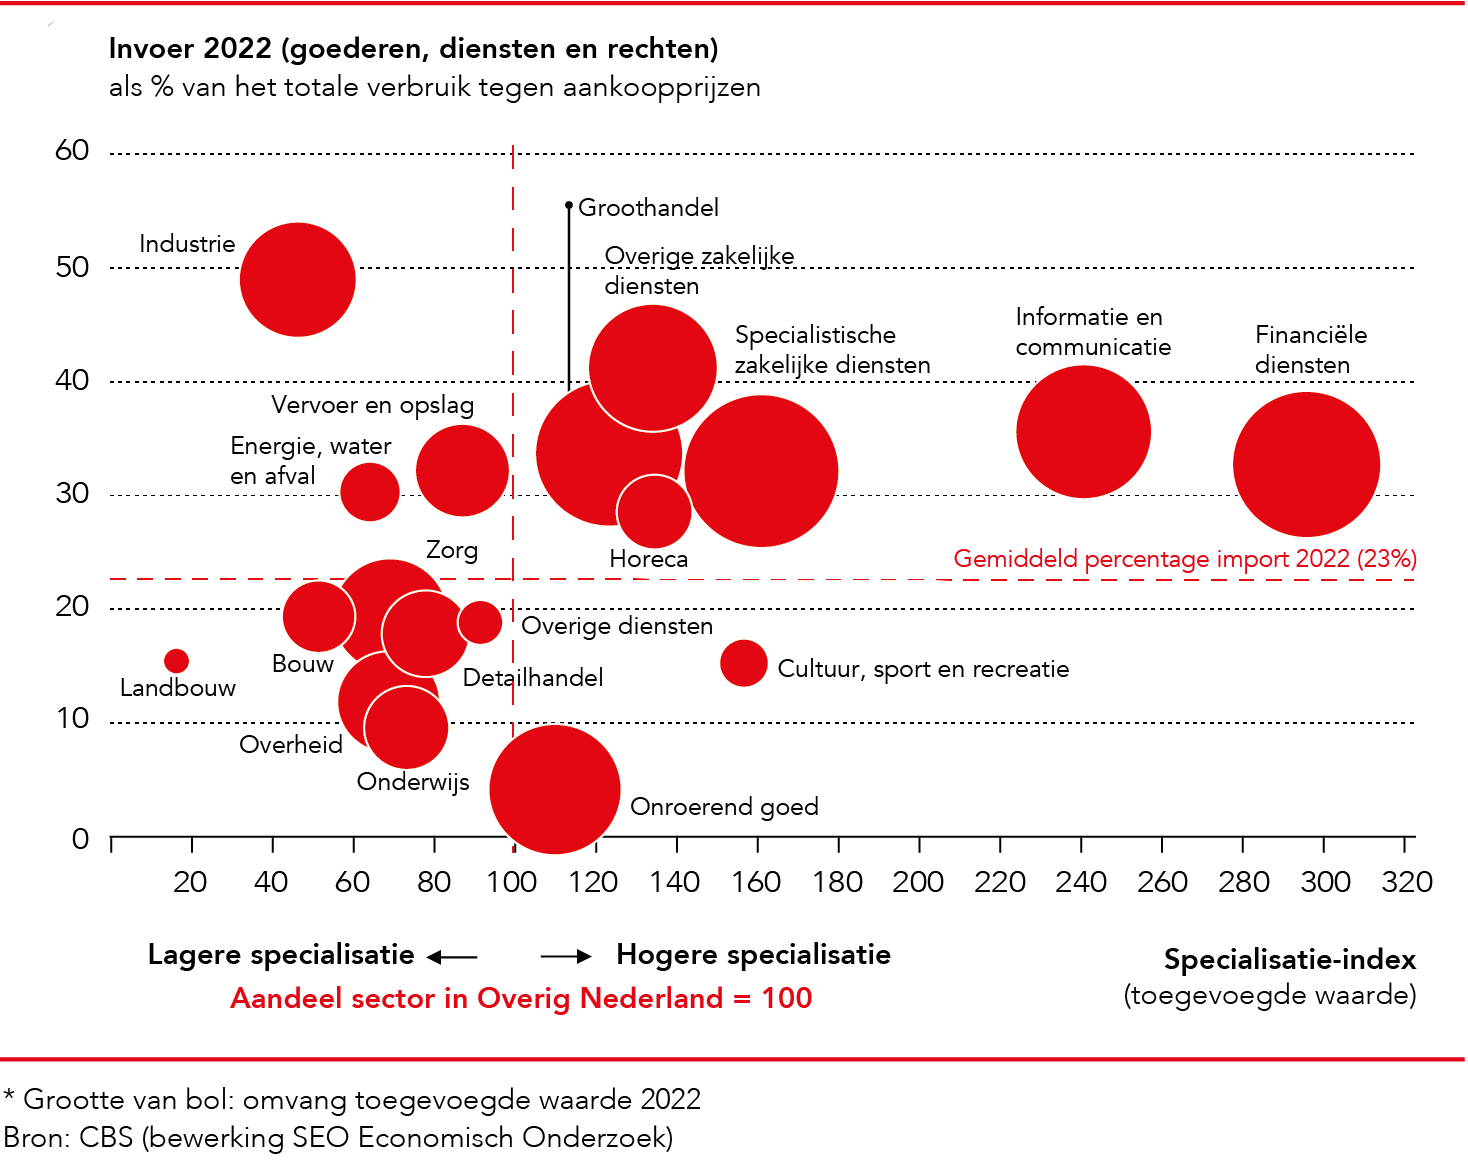 Invoer 2022 (goederen, diensten en rechten)
als % van het totale verbruik tegen aankoopprijzen
60
Groothandel
Industrie
Overige zakelijke
diensten
50
Informatie en
communicatie
Specialistische
zakelijke diensten
Financiële
diensten
40
Vervoer en opslag
Energie, water
en afval
30
Zorg
Horeca
Gemiddeld percentage import 2022 (23%)
20
Overige diensten
Bouw
Cultuur, sport en recreatie
Detailhandel
Landbouw
10
Overheid
Onderwijs
Onroerend goed
0
20 40 60 80 100 120 140 160 180 200 220 240 260 280 300 320
Lagere specialisatie
Hogere specialisatie
Aandeel sector in Overig Nederland = 100
Specialisatie-index
(toegevoegde waarde)
* Grootte van bol: omvang toegevoegde waarde 2022
Bron: CBS (bewerking SEO Economisch Onderzoek)